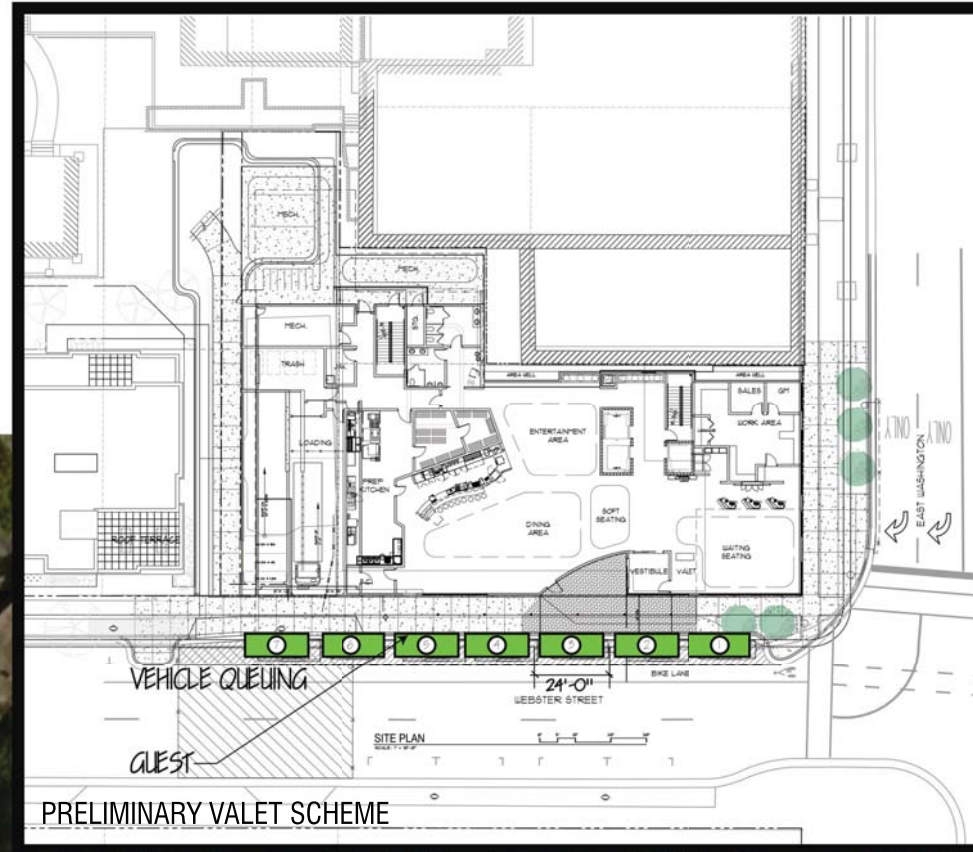 MECH.
MECH.
MECH.
STO.
TRASH
AREA WELL
AREA WELL
SALES
GM
WORK AREA
LOADING
ENTERTAINMENT
AREA
ONLY
ONLY
EAST WASHINGTON
PREP
KITCHEN
DINING
AREA
SOFT
SEATING
ROOF TERRACE
WAITING
SEATING
VESTIBULE
VALET
7
6
5
4
3
2
1
VEHICLE QUEUING
24'-0"
BIKE LANE
WEBSTER STREET
SITE PLAN
GUEST
PRELIMINARY VALET SCHEME